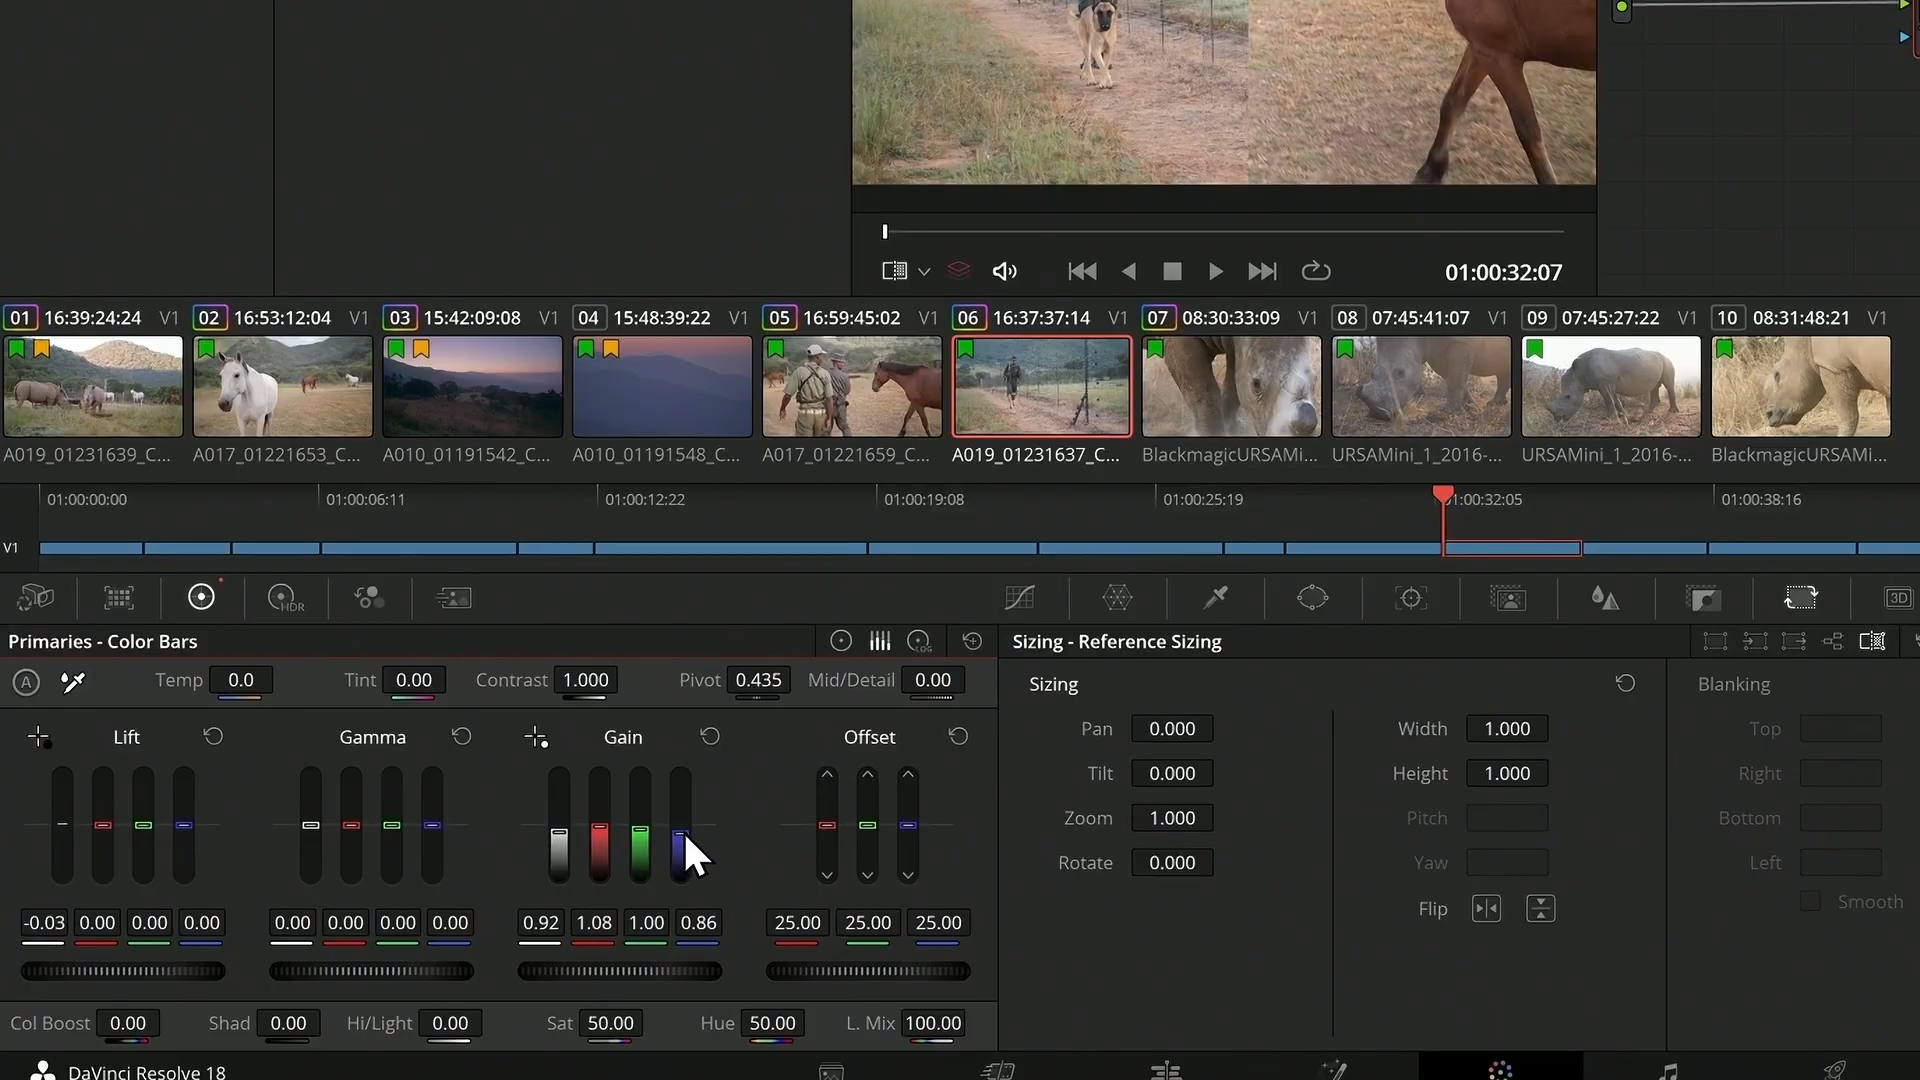 01:00:32:07
01 16:39:24:24 V1 02 16:53:12:04 V1 03 15:42:09:08 V1 04 15:48:39:22 V1 05 16:59:45:02 V1 06 16:37:37:14 V1 07 08:30:33:09 V1 08 07:45:41:07 V1 09 07:45:27:22 V1 10 08:31:48:21 V1
A019_01231639_C... A017_01221653_C... A010_01191542_C... A010_01191548_C... A017_01221659_C... A019_01231637_C... BlackmagicURSAMi... URSAMini_1_2016-... URSAMini_1_2016-... BlackmagicURSAMi...
01:00:00:00 01:00:06:11 01:00:12:22 01:00:19:08 01:00:25:19 01:00:32:05 01:00:38:16
V1
HDR 3D
Primaries - Color Bars LOG Sizing - Reference Sizing
A Temp 0.0 Tint 0.00 Contrast 1.000 Pivot 0.435 Mid/Detail 0.00 Sizing Blanking
Lift Gamma Gain Offset Pan 0.000 Width 1.000 Top
Tilt 0.000 Height 1.000 Right
Zoom 1.000 Pitch Bottom
Rotate 0.000 Yaw Left
Flip Smooth
-0.03 0.00 0.00 0.00 0.00 0.00 0.00 0.00 0.92 1.08 1.00 0.86 25.00 25.00 25.00
Col Boost 0.00 Shad 0.00 Hi/Light 0.00 Sat 50.00 Hue 50.00 L. Mix 100.00
DaVinci Resolve 18